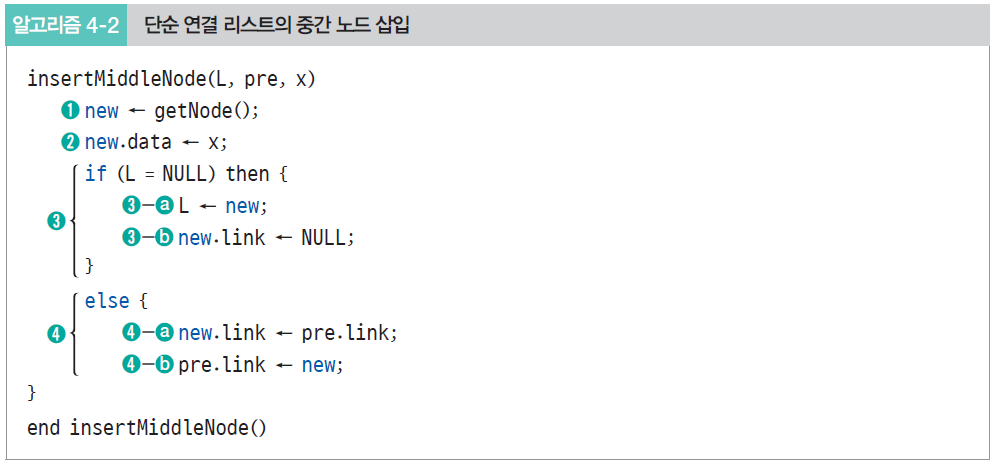 알고리즘 4-2 단순 연결 리스트의 중간 노드 삽입
insertMiddleNode(L, pre, x)
❶ new ← getNode();
❷ new.data ← x;
if (L = NULL) then {
❸-ⓐ L ← new;
❸
❸-ⓑ new.link ← NULL;
}
else {
❹ ❹-ⓐ new.link ← pre.link;
❹-ⓑ pre.link ← new;
}
end insertMiddleNode()